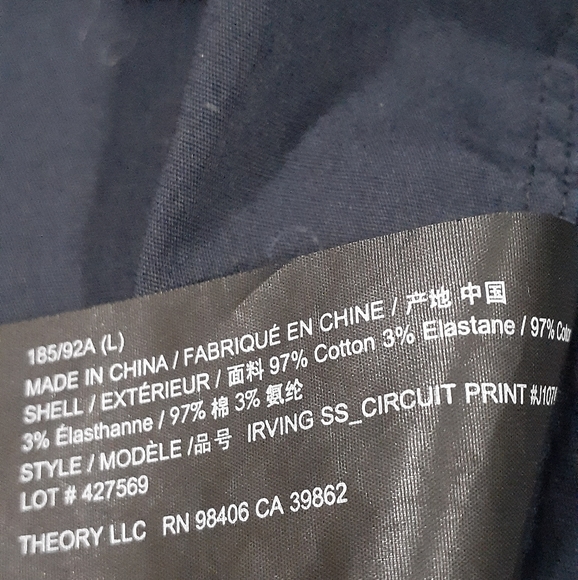 185/92A (L)
MADE IN CHINA / FABRIQUÉ EN CHINE / 产地 中国
SHELL / EXTÉRIEUR / 面料 97% Cotton 3% Elastane / 97%
3% Élasthanne / 97% 棉 3% 氨纶
STYLE / MODÈLE /品号 IRVING SS_CIRCUIT PRINT
LOT # 427569
THEORY LLC RN 98406 CA 39862